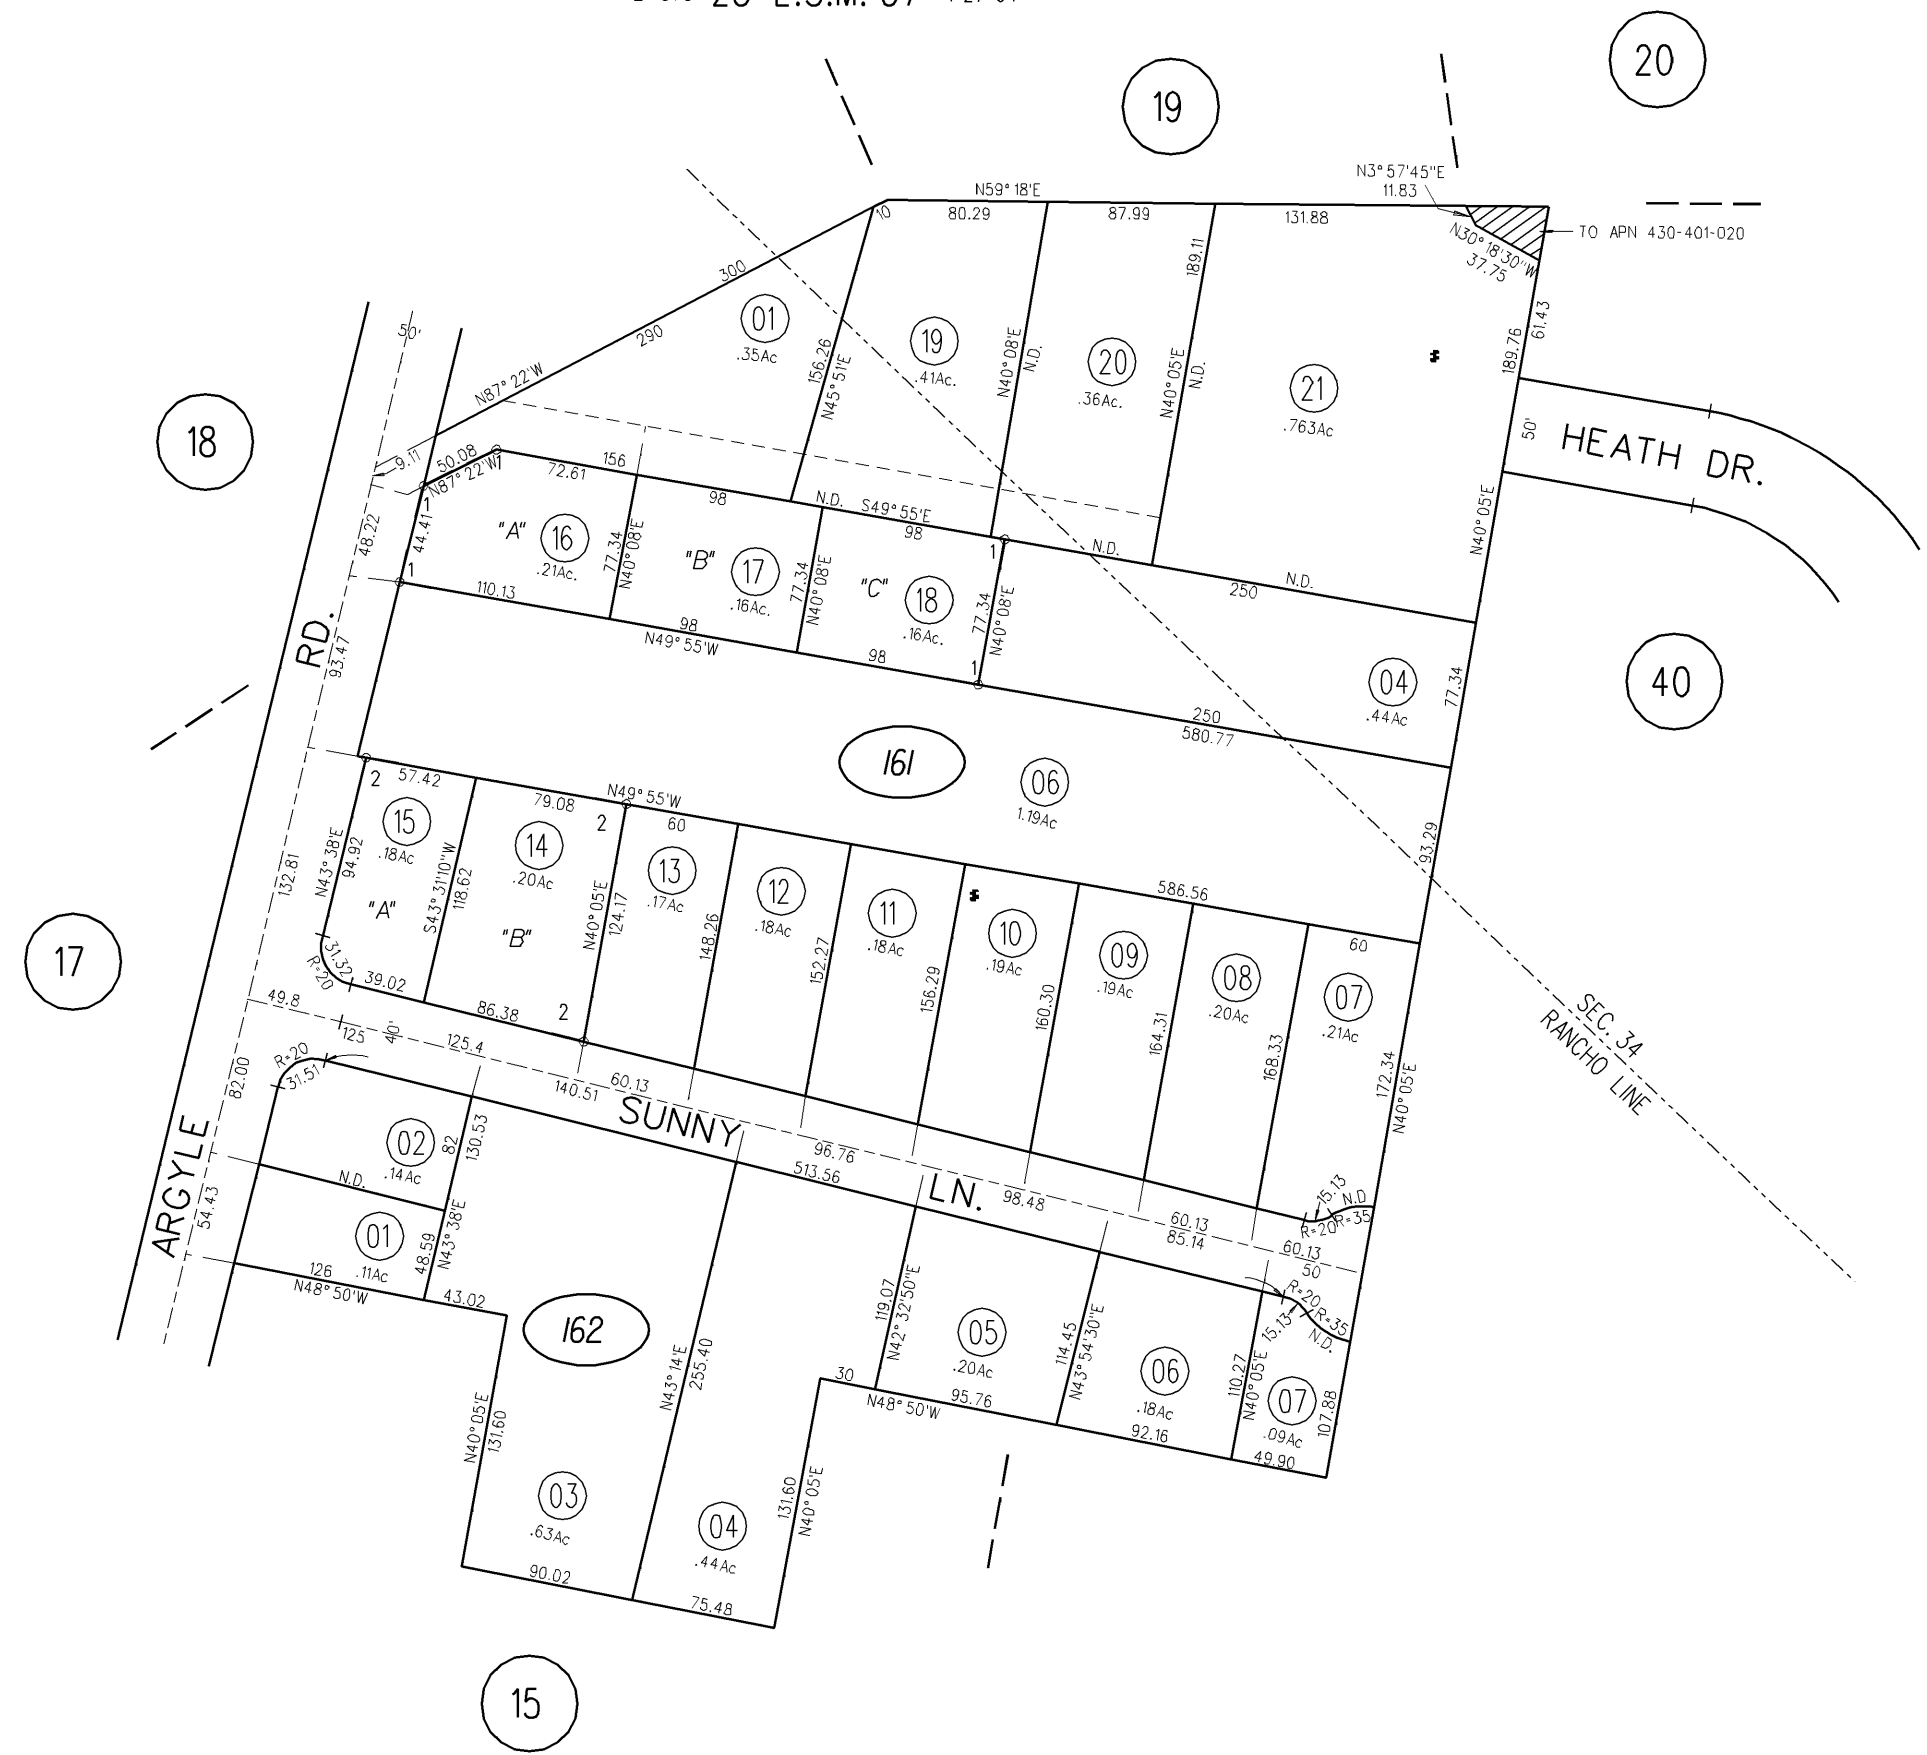 20
19
N3°57'45"E
11.83
N59°18'E
10
80.29
87.99
131.88
TO APN 430-401-020
N30°18'30"W
37.75
300
290
N87°22'W
01
.35Ac
156.26
N45°51'E
19
.41Ac.
N40°08'E
N.D.
20
.36Ac.
189.11
N40°05'E
N.D.
21
.763Ac
189.76
61.43
50'
HEATH DR.
50'
18
9.11
50.08
N87°22'W
1
1
72.61
156
98
N.D.
S49°55'E
98
1
N.D.
N.D.
250
N40°05'E
48.22
44.41
1
"A"
16
.21Ac.
77.34
N40°08'E
"B"
17
.16Ac.
77.34
N40°08'E
"C"
18
.16Ac.
77.34
N40°08'E
1
110.13
98
N49°55'W
98
04
.44Ac
77.34
40
RD.
93.47
250
580.77
161
06
1.19Ac
93.29
2
57.42
79.08
N49°55'W
2
60
586.56
60
15
.18Ac
"A"
N43°38'E
94.92
132.81
S43°31'10"W
118.62
14
.20Ac
"B"
N40°05'E
124.17
13
.17Ac
148.26
12
.18Ac
152.27
11
.18Ac
156.29
10
.19Ac
160.30
09
.19Ac
164.31
08
.20Ac
168.33
07
.21Ac
172.34
N40°05'E
SEC. 34
RANCHO LINE
17
31.32
R=20
39.02
86.38
2
49.8
125
40'
125.4
140.51
60.13
SUNNY
96.76
513.56
LN.
98.48
60.13
85.14
60.13
50
15.13
N.D
R=20
R=35
R=20
31.51
82.00
ARGYLE
54.43
02
.14Ac
82
130.53
N.D.
01
.11Ac
48.59
N43°38'E
126
N48°50'W
43.02
162
N40°05'E
131.60
03
.63Ac
90.02
N43°14'E
255.40
04
.44Ac
75.48
131.60
N40°05'E
30
N48°50'W
119.07
N42°32'50"E
05
.20Ac
95.76
114.45
N43°54'30"E
06
.18Ac
92.16
110.27
N40°05'E
R=20
R=35
15.13
N.D.
07
.09Ac
49.90
107.88
15